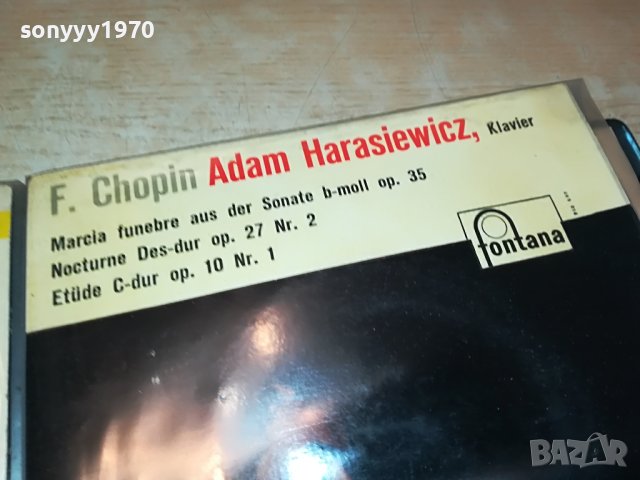 sonyyy1970
F. Chopin Adam Harasiewicz, Klavier
Marcia funebre aus der Sonate b-moll op. 35
Nocturne Des-dur op. 27 Nr. 2
Etüde C-dur op. 10 Nr. 1
fontana
BAZAR